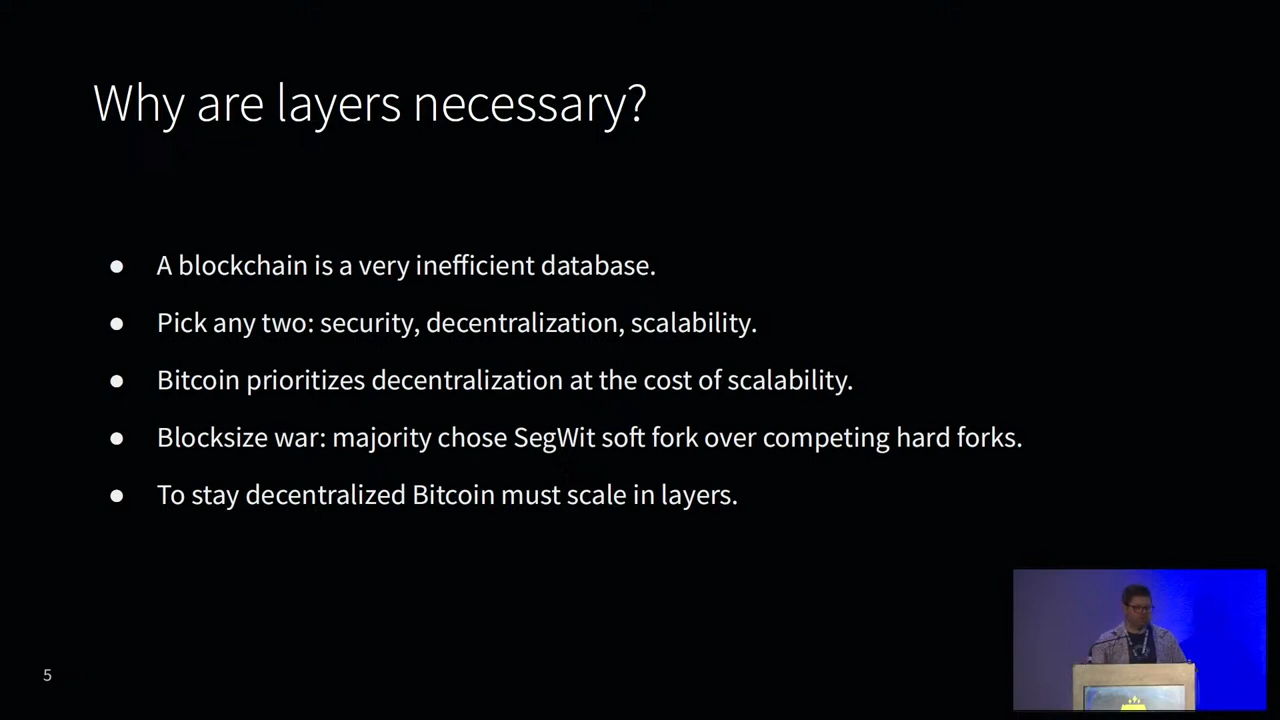 Why are layers necessary?
● A blockchain is a very inefficient database.
● Pick any two: security, decentralization, scalability.
● Bitcoin prioritizes decentralization at the cost of scalability.
● Blocksize war: majority chose SegWit soft fork over competing hard forks.
● To stay decentralized Bitcoin must scale in layers.
5